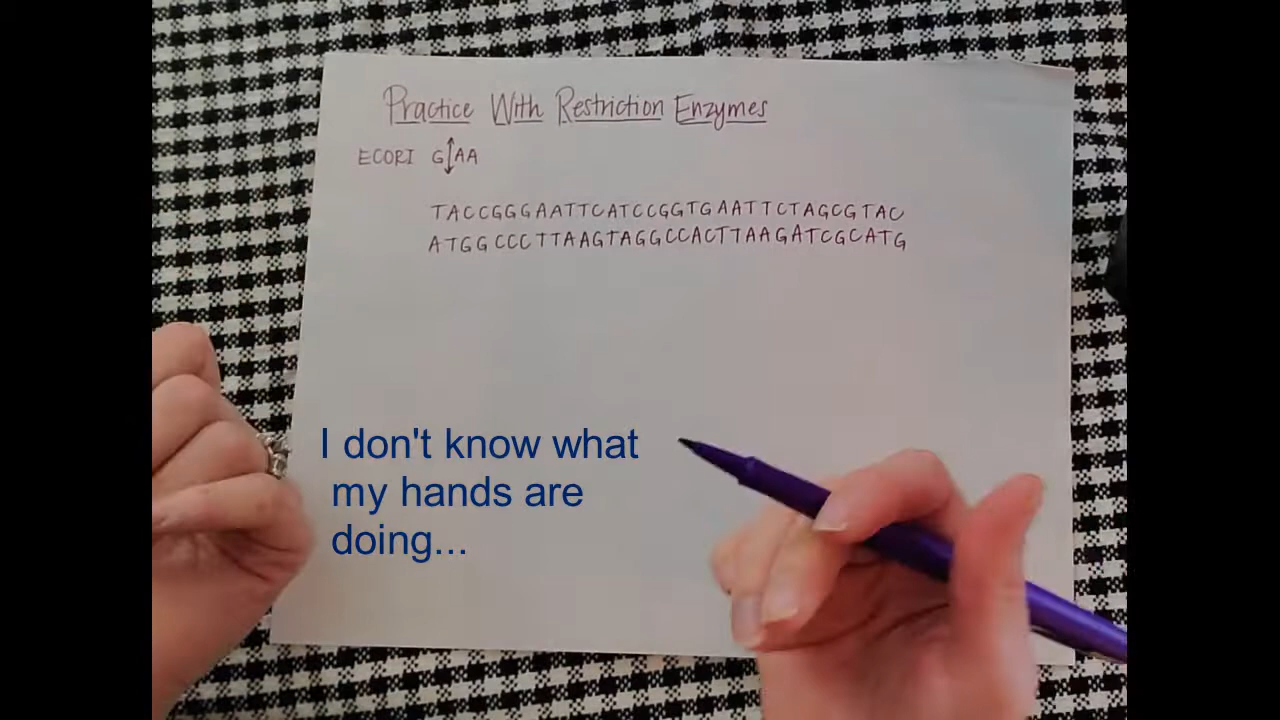 Practice With Restriction Enzymes
ECORI G↕AA
TACCGGGAATTCATCCGGTGAATTCTAGCGTAC
ATGGCCCTTAAGTAGGCCACTTAAGATCGCATG
I don't know what
my hands are
doing...